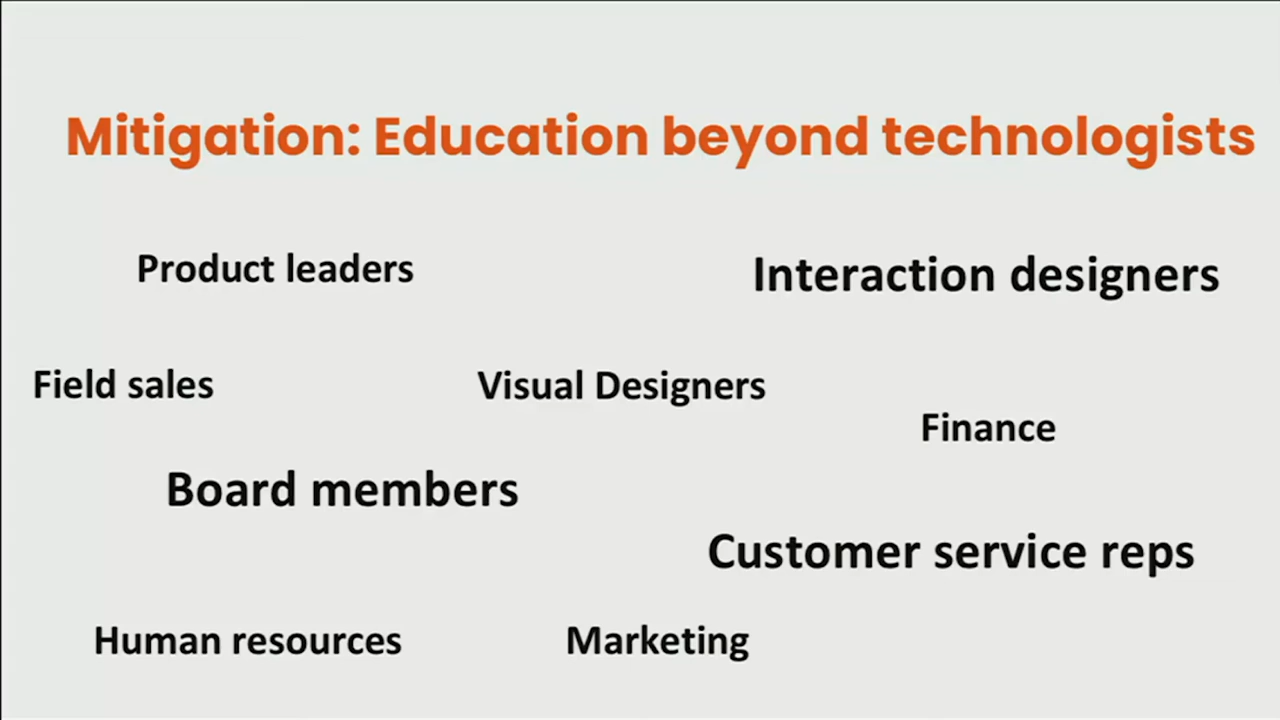 Mitigation: Education beyond technologists
Product leaders
Interaction designers
Field sales
Visual Designers
Finance
Board members
Customer service reps
Human resources
Marketing